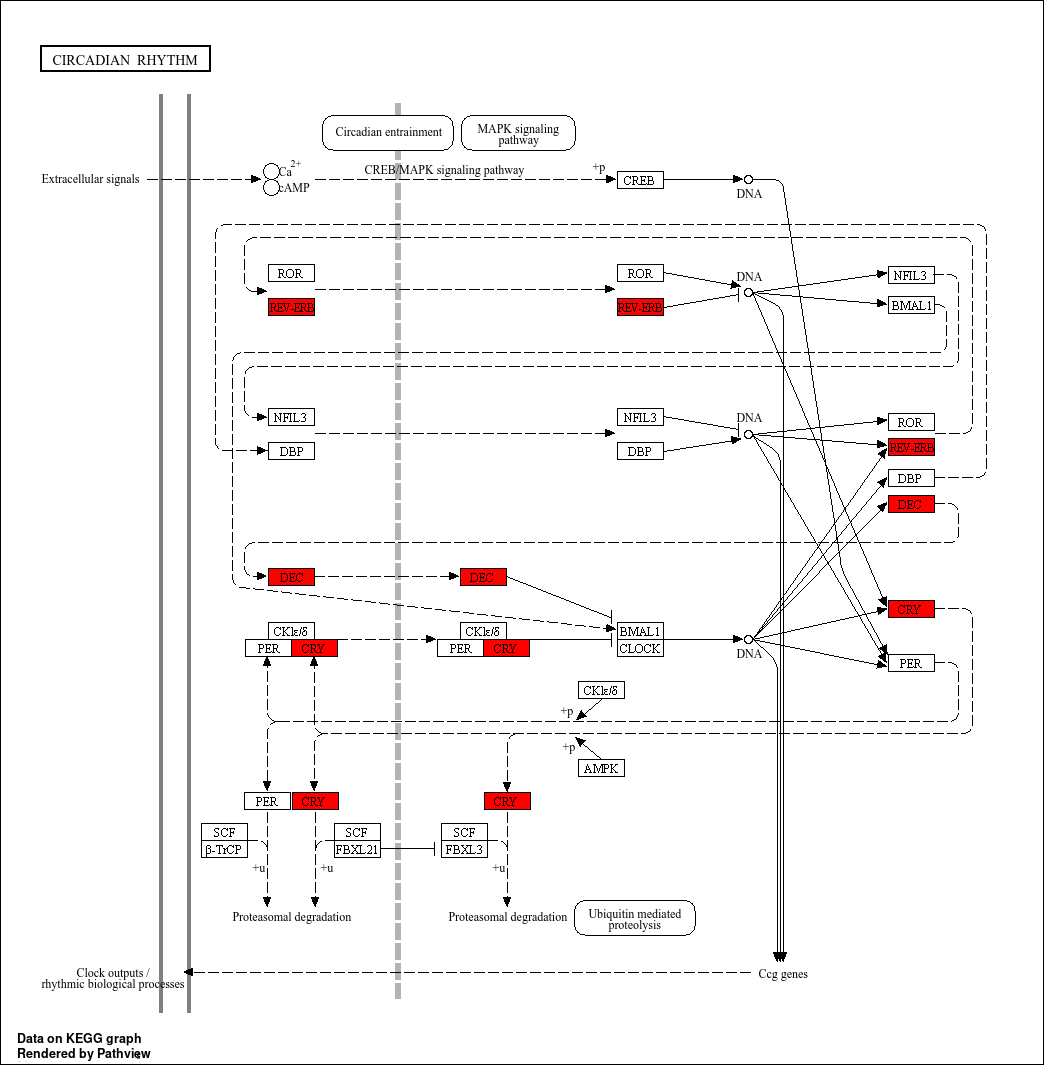 CIRCADIAN RHYTHM
Circadian entrainment
MAPK signaling
pathway
Extracellular signals
Ca2+
cAMP
CREB/MAPK signaling pathway
+p
CREB
DNA
ROR
REV-ERB
ROR
REV-ERB
DNA
NFIL3
BMAL1
NFIL3
DBP
NFIL3
DBP
DNA
ROR
REV-ERB
DBP
DEC
DEC
DEC
CRY
CKIε/δ
PER CRY
CKIε/δ
PER CRY
BMAL1
CLOCK
DNA
PER
CKIε/δ
+p
+p
AMPK
PER CRY
CRY
SCF
β-TrCP
SCF
FBXL21
SCF
FBXL3
+u
+u
+u
Proteasomal degradation
Proteasomal degradation
Ubiquitin mediated
proteolysis
Clock outputs /
rhythmic biological processes
Ccg genes
Data on KEGG graph
Rendered by Pathview